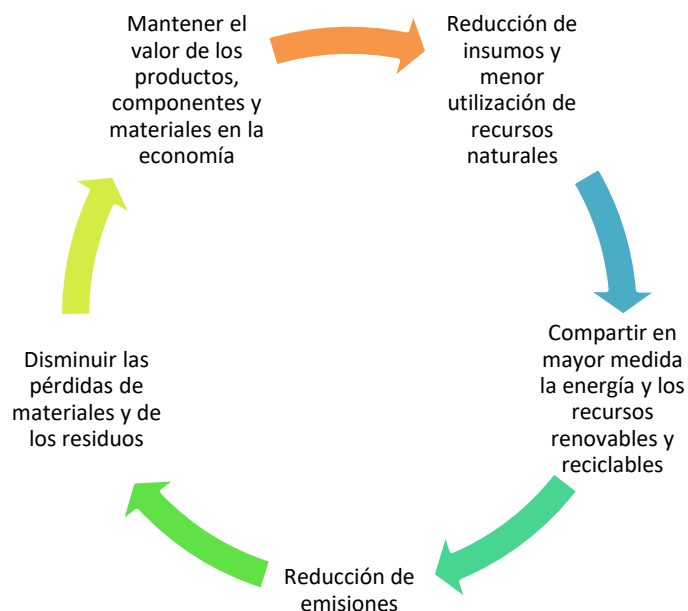 Mantener el
valor de los
productos,
componentes y
materiales en la
economía
Reducción de
insumos y
menor
utilización de
recursos
naturales
Compartir en
mayor medida
la energía y los
recursos
renovables y
reciclables
Reducción de
emisiones
Disminuir las
pérdidas de
materiales y de
los residuos